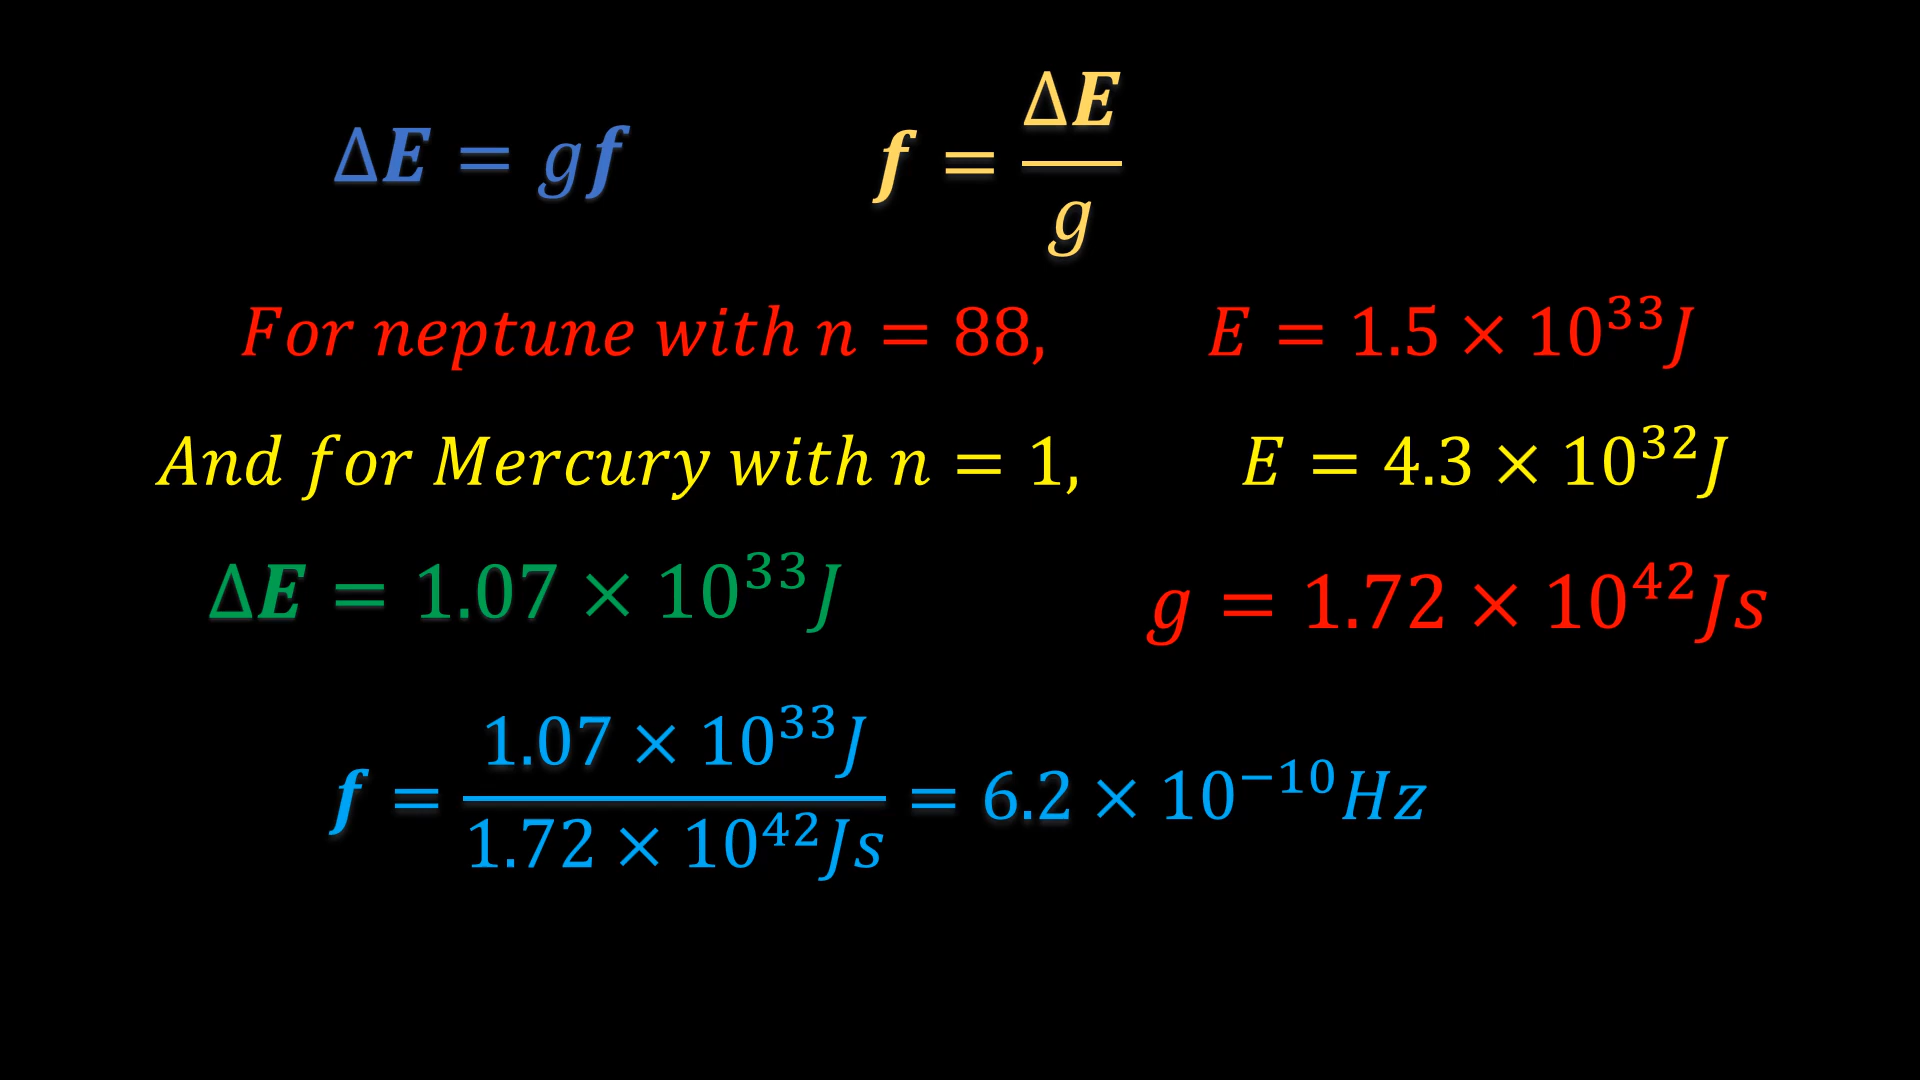 ΔE = gf    f = ΔE/g
For neptune with n = 88,    E = 1.5 × 10³³J
And for Mercury with n = 1,    E = 4.3 × 10³²J
ΔE = 1.07 × 10³³J    g = 1.72 × 10⁴²Js
f = 1.07 × 10³³J / 1.72 × 10⁴²Js = 6.2 × 10⁻¹⁰Hz